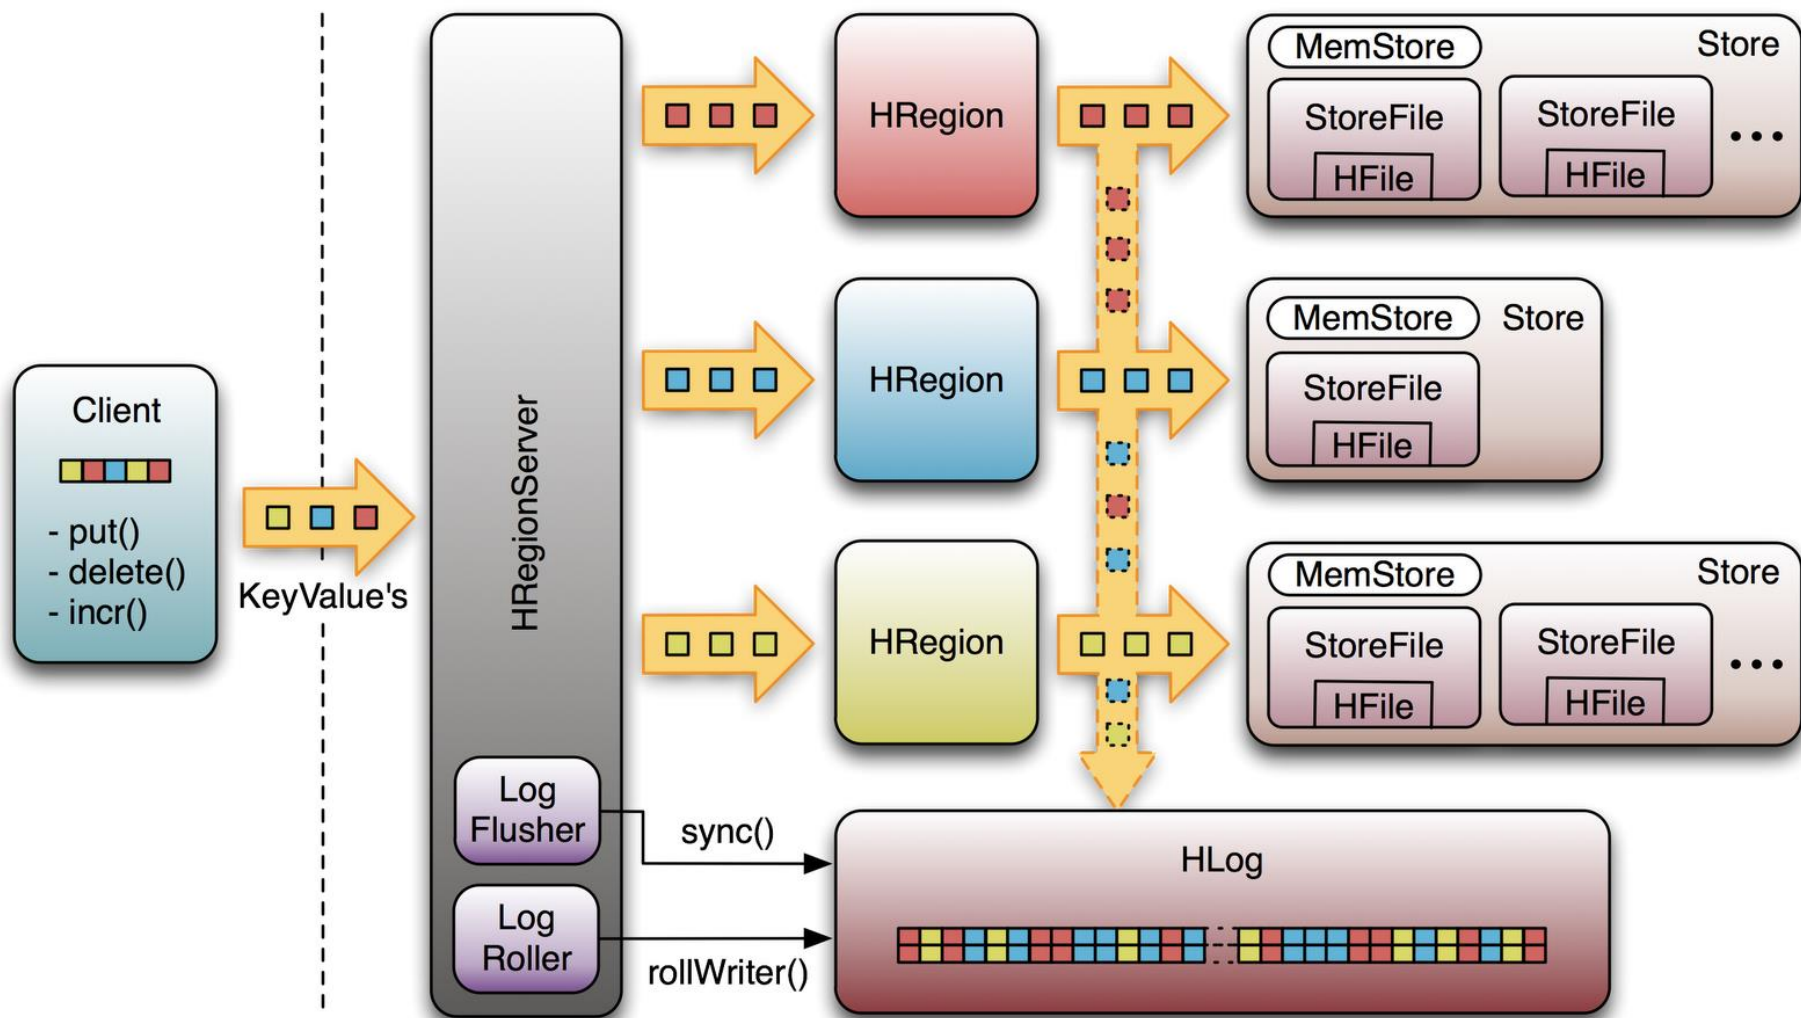 Client
- put()
- delete()
- incr()
KeyValue's
HRegionServer
Log
Flusher
Log
Roller
sync()
rollWriter()
HRegion
MemStore
Store
StoreFile
HFile
StoreFile
HFile
...
HRegion
MemStore
Store
StoreFile
HFile
HRegion
MemStore
Store
StoreFile
HFile
StoreFile
HFile
...
HLog